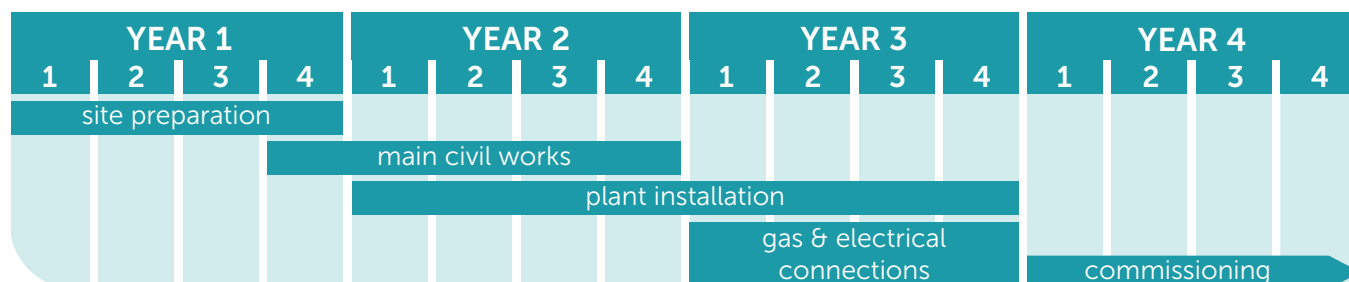 YEAR 1 YEAR 2 YEAR 3 YEAR 4
1 2 3 4 1 2 3 4 1 2 3 4 1 2 3 4
site preparation
main civil works
plant installation
gas & electrical
connections
commissioning